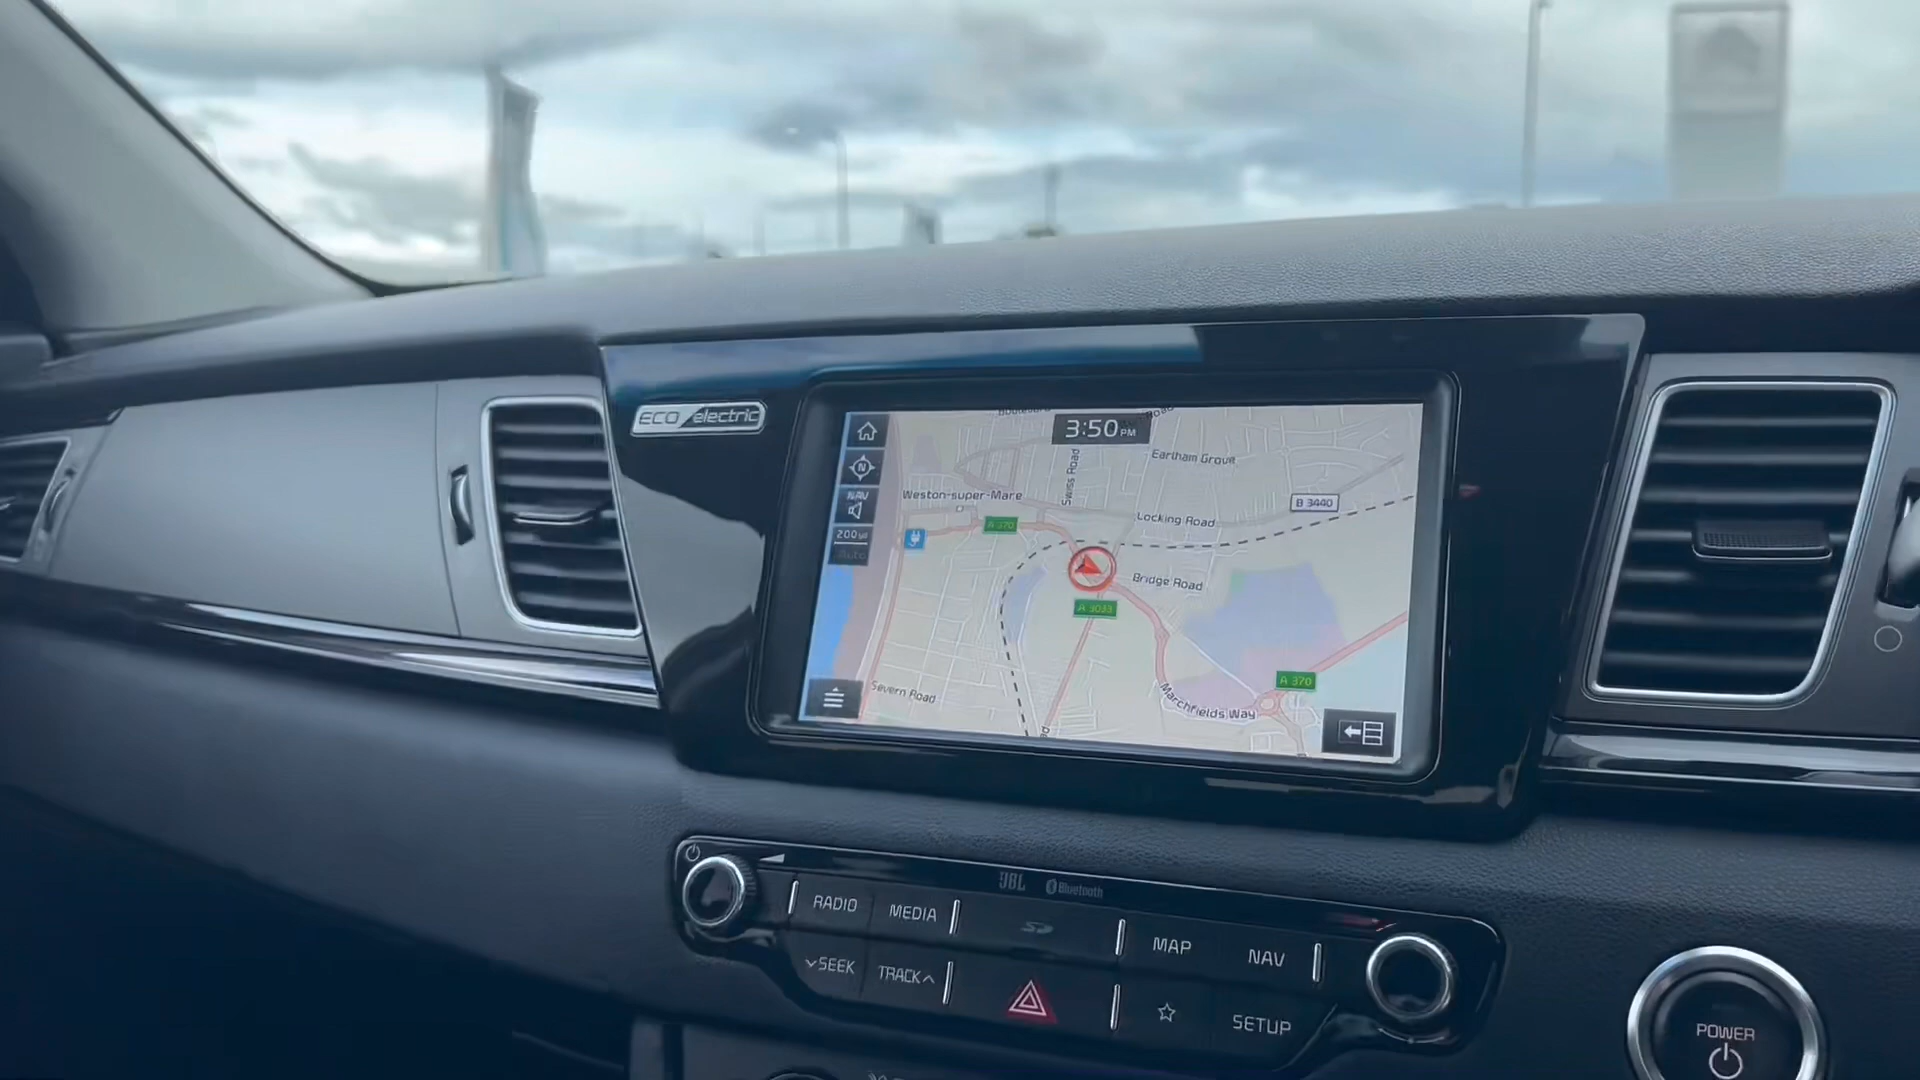 ECO electric
3:50 PM
Swiss Road
Eartham Grove
N
NAV
Weston-super-Mare
B 3440
A 370
Locking Road
200 yd
Auto
Bridge Road
A 3033
A 370
Severn Road
Marchfields Way
JBL Bluetooth
RADIO
MEDIA
SD
MAP
NAV
SEEK
TRACK
SETUP
POWER